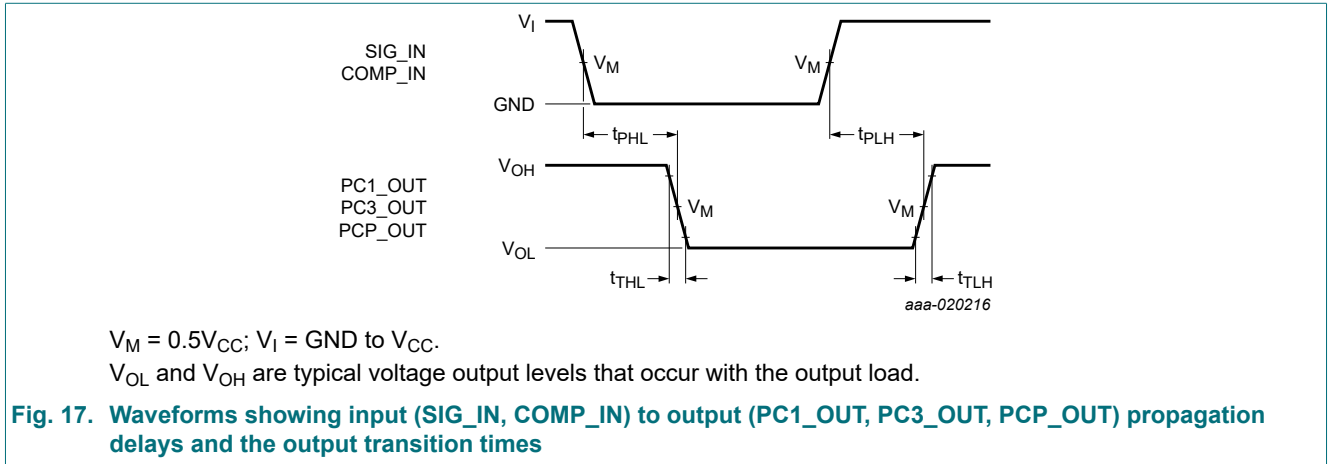 V_I
SIG_IN
COMP_IN
V_M
V_M
GND
t_PHL
t_PLH
V_OH
PC1_OUT
PC3_OUT
PCP_OUT
V_M
V_M
V_OL
t_THL
t_TLH
aaa-020216
V_M = 0.5V_CC; V_I = GND to V_CC.
V_OL and V_OH are typical voltage output levels that occur with the output load.
Fig. 17. Waveforms showing input (SIG_IN, COMP_IN) to output (PC1_OUT, PC3_OUT, PCP_OUT) propagation
delays and the output transition times